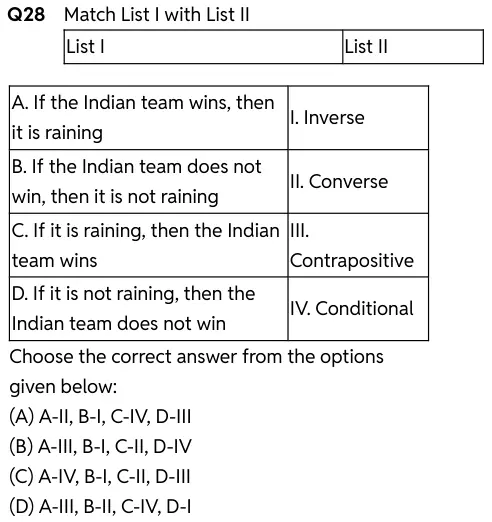 Q28 Match List I with List II
List I List II
A. If the Indian team wins, then
it is raining
I. Inverse
B. If the Indian team does not
win, then it is not raining
II. Converse
C. If it is raining, then the Indian
team wins
III.
Contrapositive
D. If it is not raining, then the
Indian team does not win
IV. Conditional
Choose the correct answer from the options
given below:
(A) A-II, B-I, C-IV, D-III
(B) A-III, B-I, C-II, D-IV
(C) A-IV, B-I, C-II, D-III
(D) A-III, B-II, C-IV, D-I